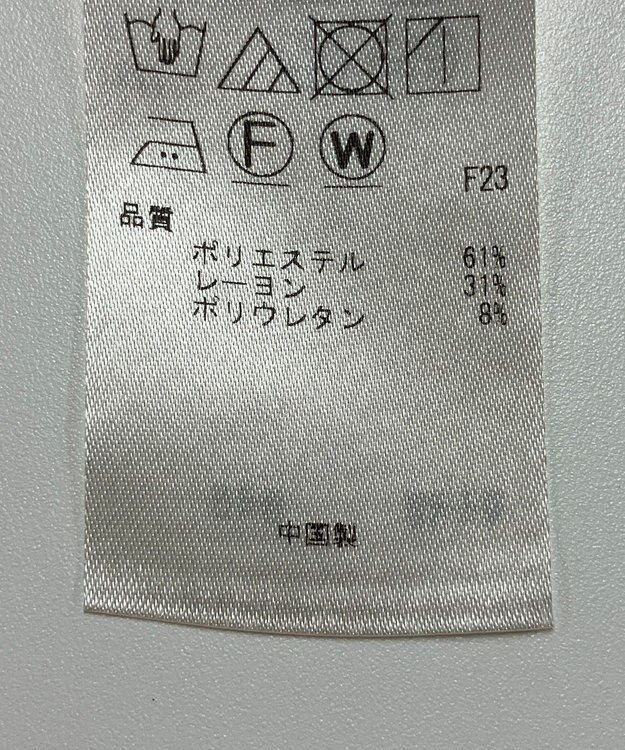 F W
F23
品質
ポリエステル 61%
レーヨン 31%
ポリウレタン 8%
中国製